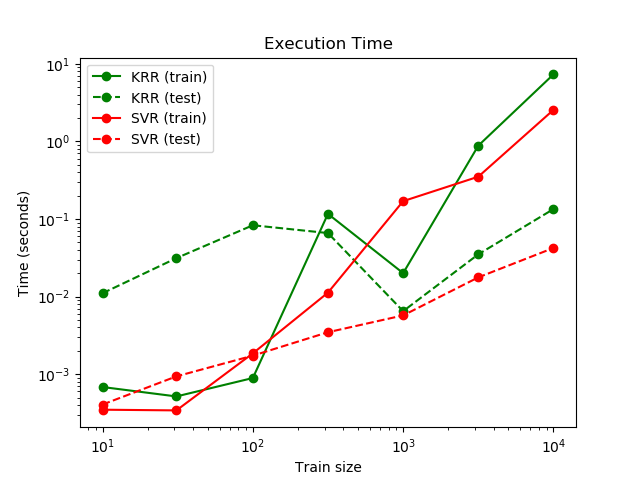 Execution Time
KRR (train)
KRR (test)
SVR (train)
SVR (test)
Time (seconds)
10¹
10⁰
10⁻¹
10⁻²
10⁻³
10¹
10²
10³
10⁴
Train size